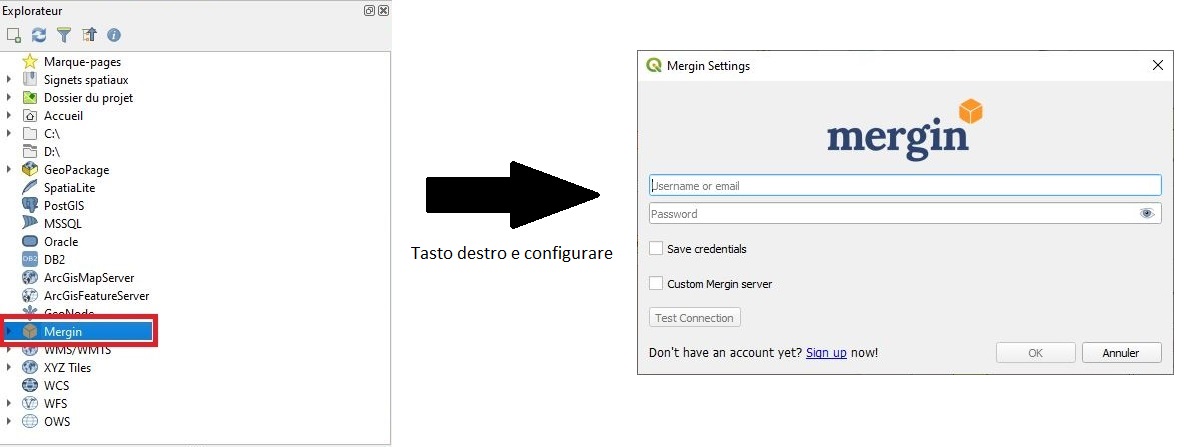 Explorateur
Marque-pages
Signets spatiaux
Dossier du projet
Accueil
C:\
D:\
GeoPackage
SpatiaLite
PostGIS
MSSQL
Oracle
DB2
DB2
ArcGisMapServer
ArcGisFeatureServer
GeoNode
Mergin
WMS/WMTS
XYZ Tiles
WCS
WFS
OWS
Tasto destro e configurare
Mergin Settings
mergin
Username or email
Password
Save credentials
Custom Mergin server
Test Connection
Don't have an account yet? Sign up now!
OK
Annuler